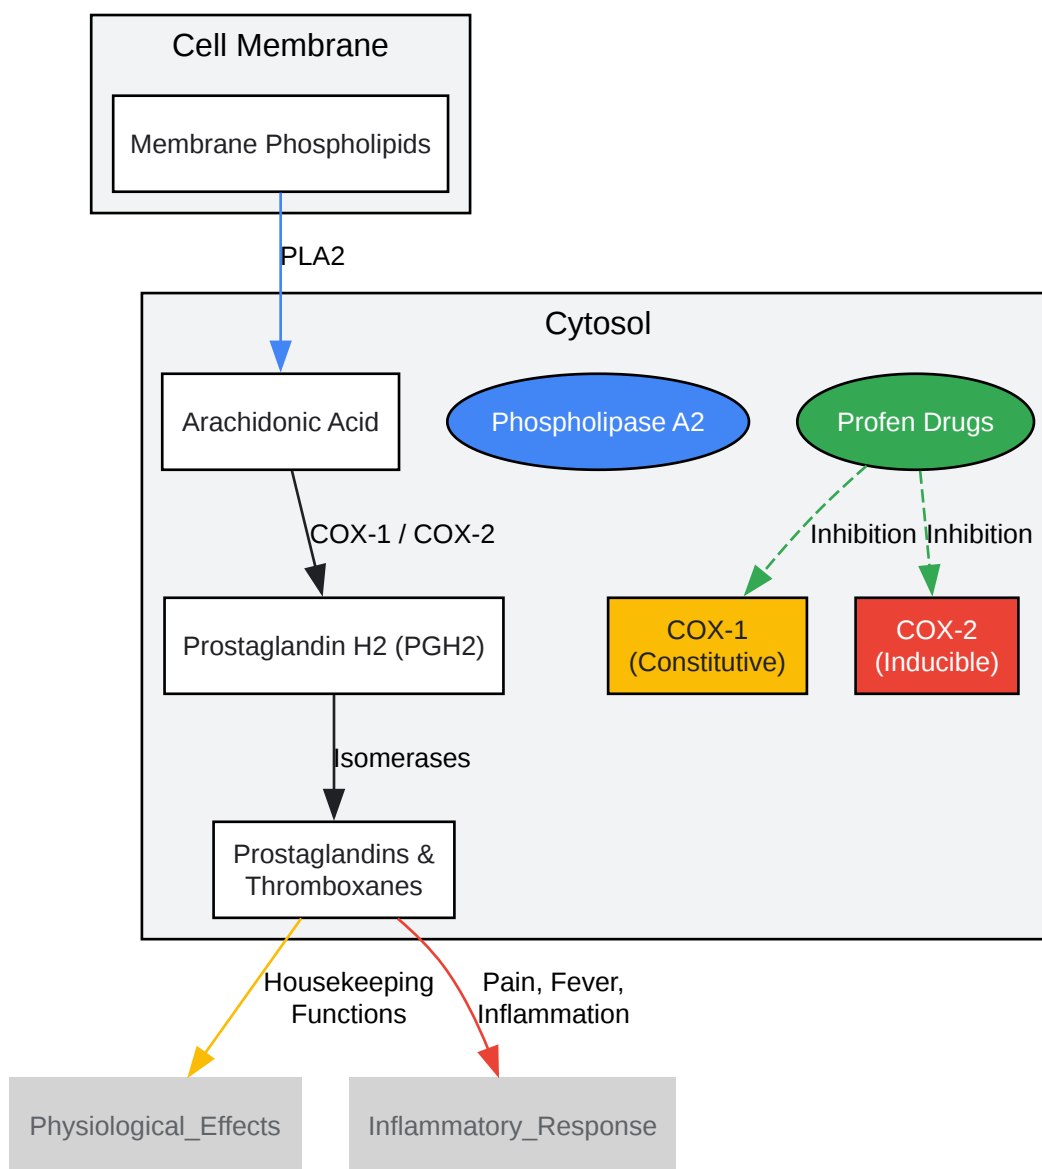 Cell Membrane
Membrane Phospholipids
PLA2
Cytosol
Arachidonic Acid
Phospholipase A2
Profen Drugs
COX-1 / COX-2
Inhibition
Inhibition
Prostaglandin H2 (PGH2)
COX-1
(Constitutive)
COX-2
(Inducible)
Isomerases
Prostaglandins &
Thromboxanes
Housekeeping
Functions
Pain, Fever,
Inflammation
Physiological_Effects
Inflammatory_Response